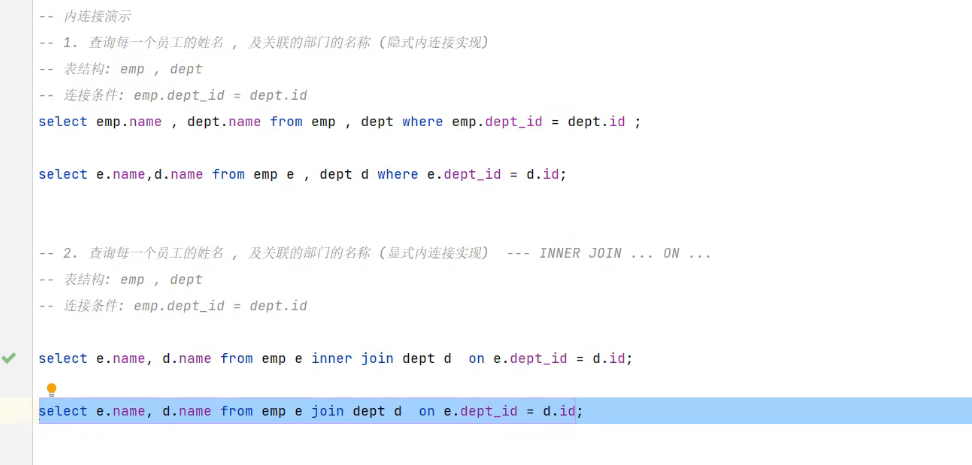 -- 内连接演示
-- 1. 查询每一个员工的姓名 , 及关联的部门的名称 (隐式内连接实现)
-- 表结构: emp , dept
-- 连接条件: emp.dept_id = dept.id
select emp.name , dept.name from emp , dept where emp.dept_id = dept.id ;
select e.name,d.name from emp e , dept d where e.dept_id = d.id;
-- 2. 查询每一个员工的姓名 , 及关联的部门的名称 (显式内连接实现)  --- INNER JOIN ... ON ...
-- 表结构: emp , dept
-- 连接条件: emp.dept_id = dept.id
select e.name, d.name from emp e inner join dept d  on e.dept_id = d.id;
select e.name, d.name from emp e join dept d  on e.dept_id = d.id;